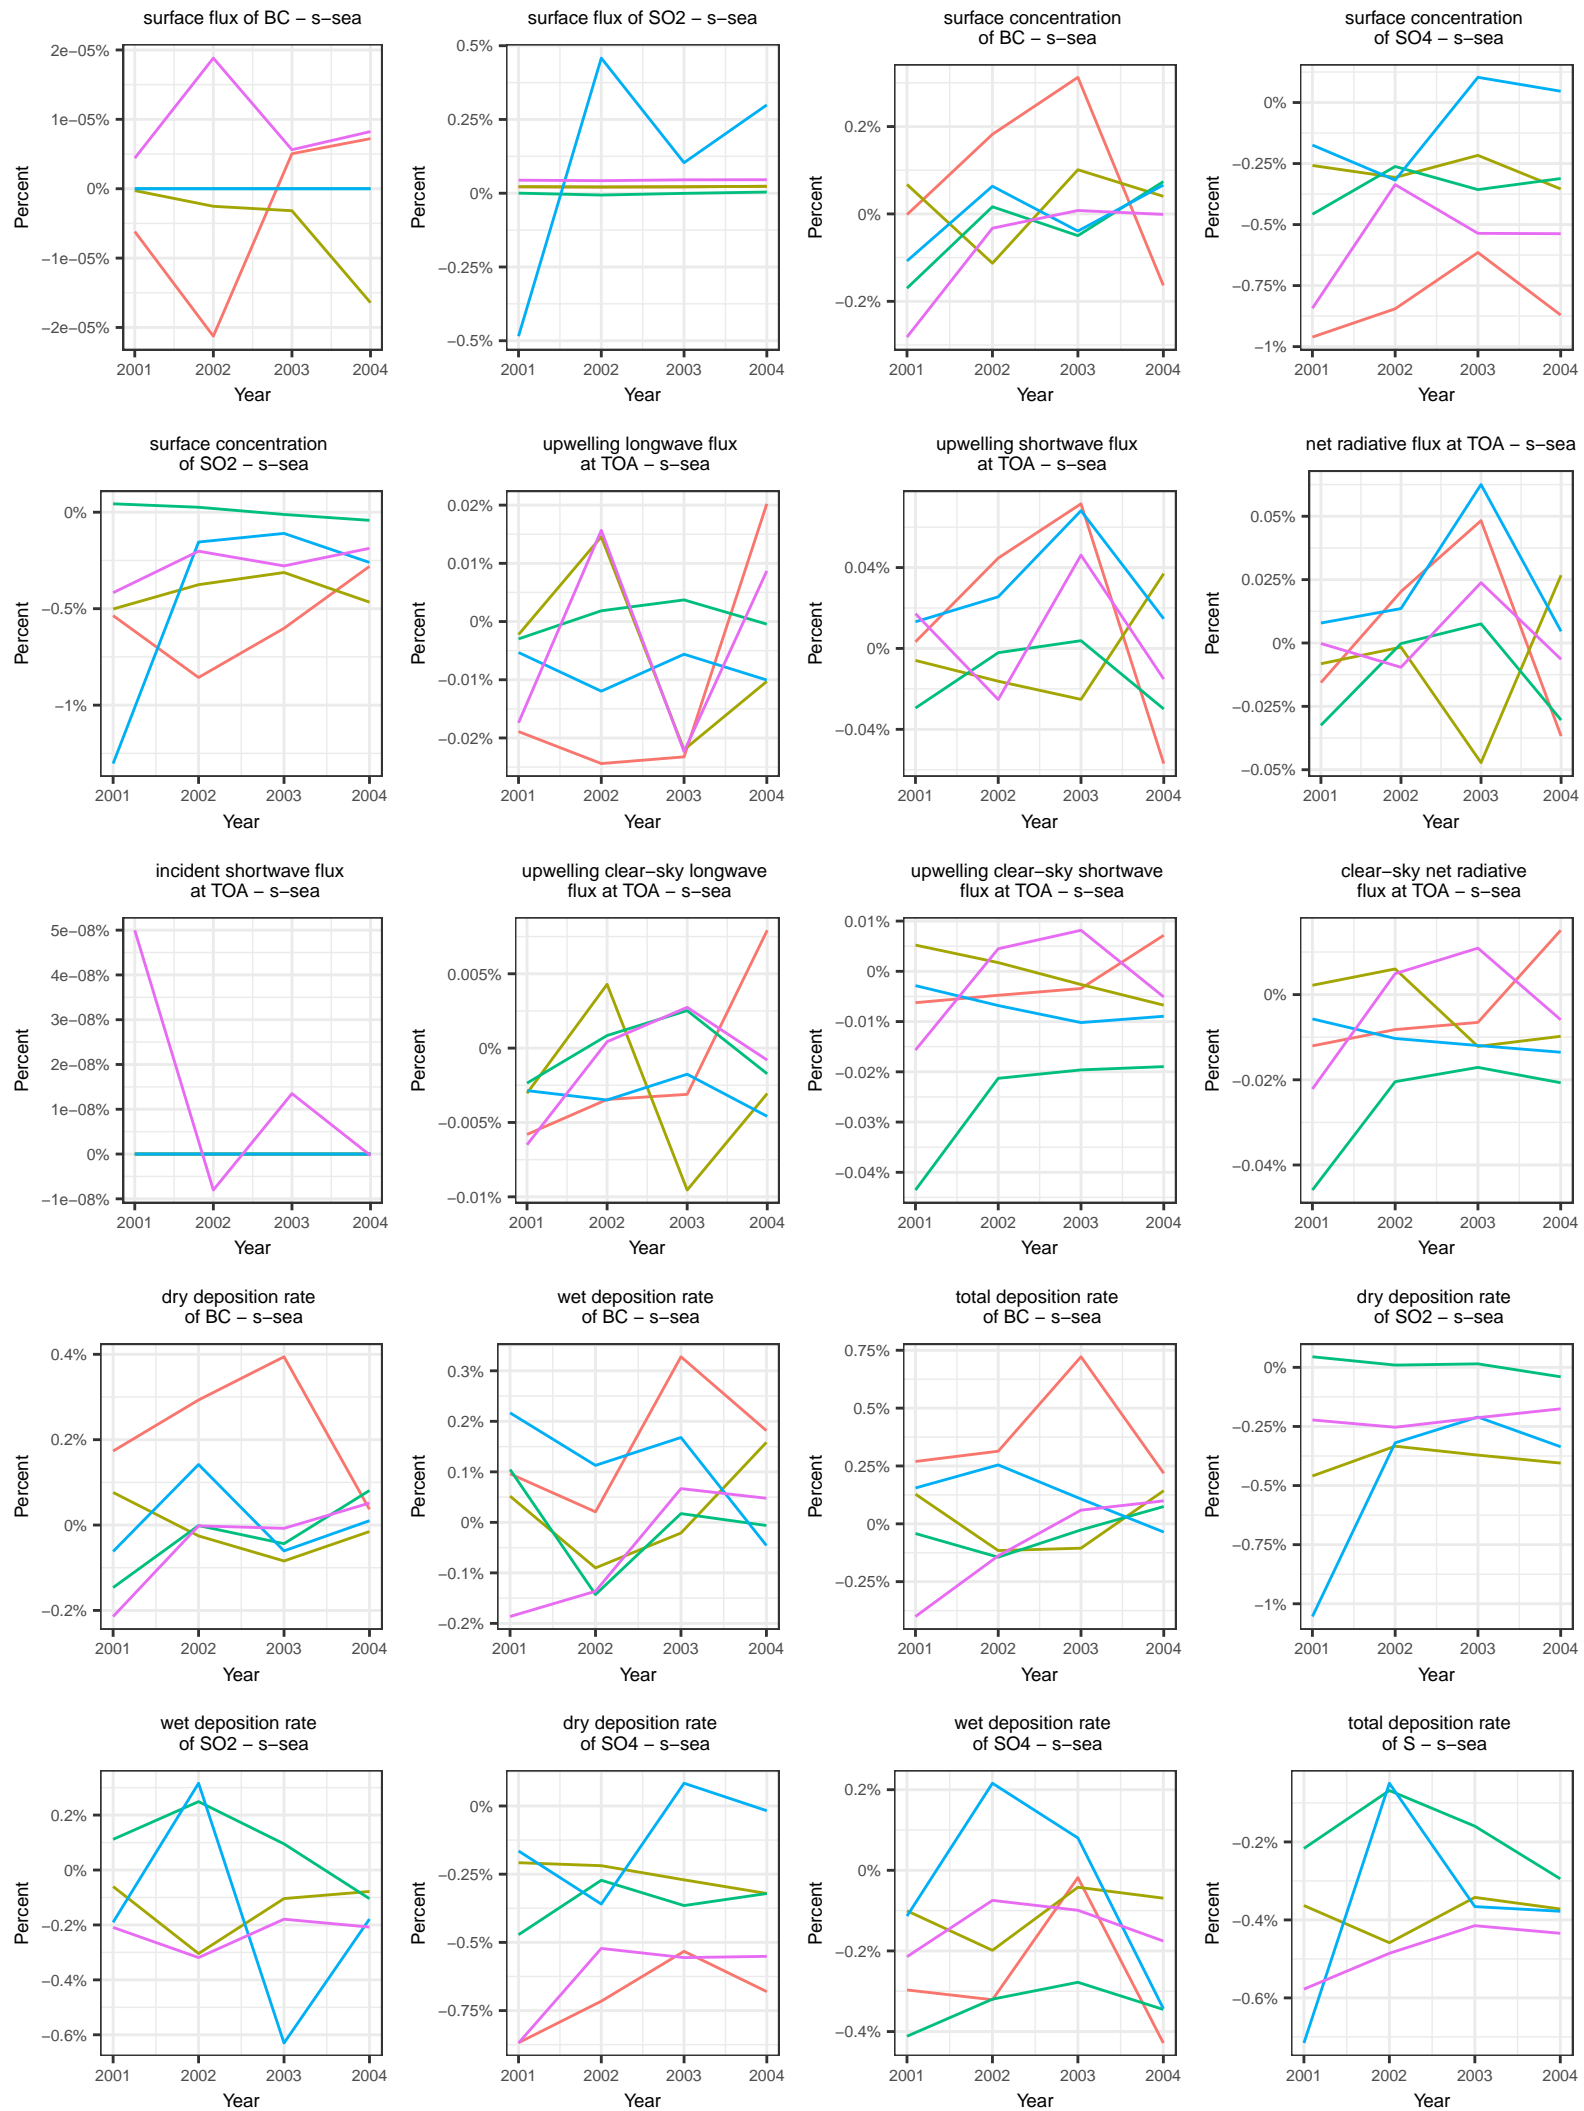 surface flux of BC − s−sea
2e−05%
1e−05%
0%
−1e−05%
−2e−05%
Percent
2001 2002 2003 2004
Year
surface flux of SO2 − s−sea
0.5%
0.25%
0%
−0.25%
−0.5%
Percent
2001 2002 2003 2004
Year
surface concentration
of BC − s−sea
0.2%
0%
−0.2%
Percent
2001 2002 2003 2004
Year
surface concentration
of SO4 − s−sea
0%
−0.25%
−0.5%
−0.75%
−1%
Percent
2001 2002 2003 2004
Year
surface concentration
of SO2 − s−sea
0%
−0.5%
−1%
Percent
2001 2002 2003 2004
Year
upwelling longwave flux
at TOA − s−sea
0.02%
0.01%
0%
−0.01%
−0.02%
Percent
2001 2002 2003 2004
Year
upwelling shortwave flux
at TOA − s−sea
0.04%
0%
−0.04%
Percent
2001 2002 2003 2004
Year
net radiative flux at TOA − s−sea
0.05%
0.025%
0%
−0.025%
−0.05%
Percent
2001 2002 2003 2004
Year
incident shortwave flux
at TOA − s−sea
5e−08%
4e−08%
3e−08%
2e−08%
1e−08%
0%
−1e−08%
Percent
2001 2002 2003 2004
Year
upwelling clear−sky longwave
flux at TOA − s−sea
0.005%
0%
−0.005%
−0.01%
Percent
2001 2002 2003 2004
Year
upwelling clear−sky shortwave
flux at TOA − s−sea
0.01%
0%
−0.01%
−0.02%
−0.03%
−0.04%
Percent
2001 2002 2003 2004
Year
clear−sky net radiative
flux at TOA − s−sea
0%
−0.02%
−0.04%
Percent
2001 2002 2003 2004
Year
dry deposition rate
of BC − s−sea
0.4%
0.2%
0%
−0.2%
Percent
2001 2002 2003 2004
Year
wet deposition rate
of BC − s−sea
0.3%
0.2%
0.1%
0%
−0.1%
−0.2%
Percent
2001 2002 2003 2004
Year
total deposition rate
of BC − s−sea
0.75%
0.5%
0.25%
0%
−0.25%
Percent
2001 2002 2003 2004
Year
dry deposition rate
of SO2 − s−sea
0%
−0.25%
−0.5%
−0.75%
−1%
Percent
2001 2002 2003 2004
Year
wet deposition rate
of SO2 − s−sea
0.2%
0%
−0.2%
−0.4%
−0.6%
Percent
2001 2002 2003 2004
Year
dry deposition rate
of SO4 − s−sea
0%
−0.25%
−0.5%
−0.75%
Percent
2001 2002 2003 2004
Year
wet deposition rate
of SO4 − s−sea
0.2%
0%
−0.2%
−0.4%
Percent
2001 2002 2003 2004
Year
total deposition rate
of S − s−sea
−0.2%
−0.4%
−0.6%
Percent
2001 2002 2003 2004
Year